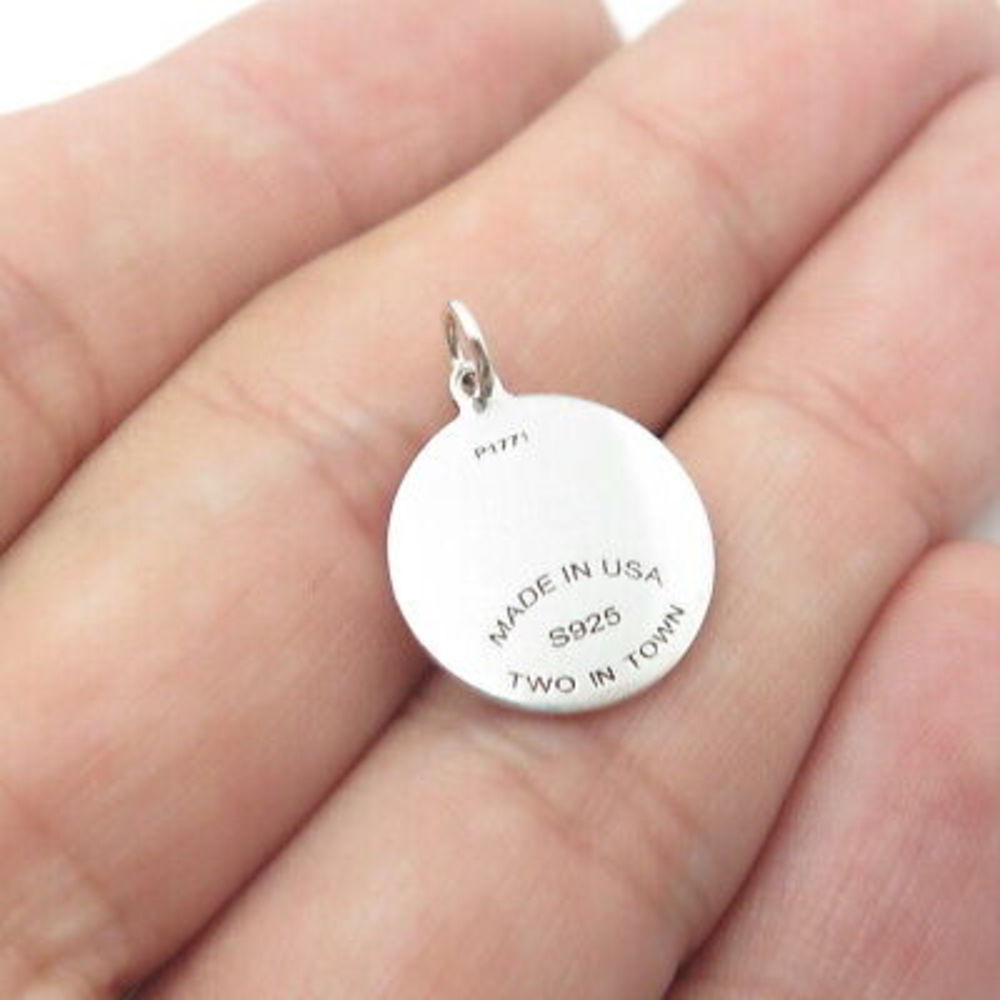 P1771
MADE IN USA
S925
TWO IN TOWN